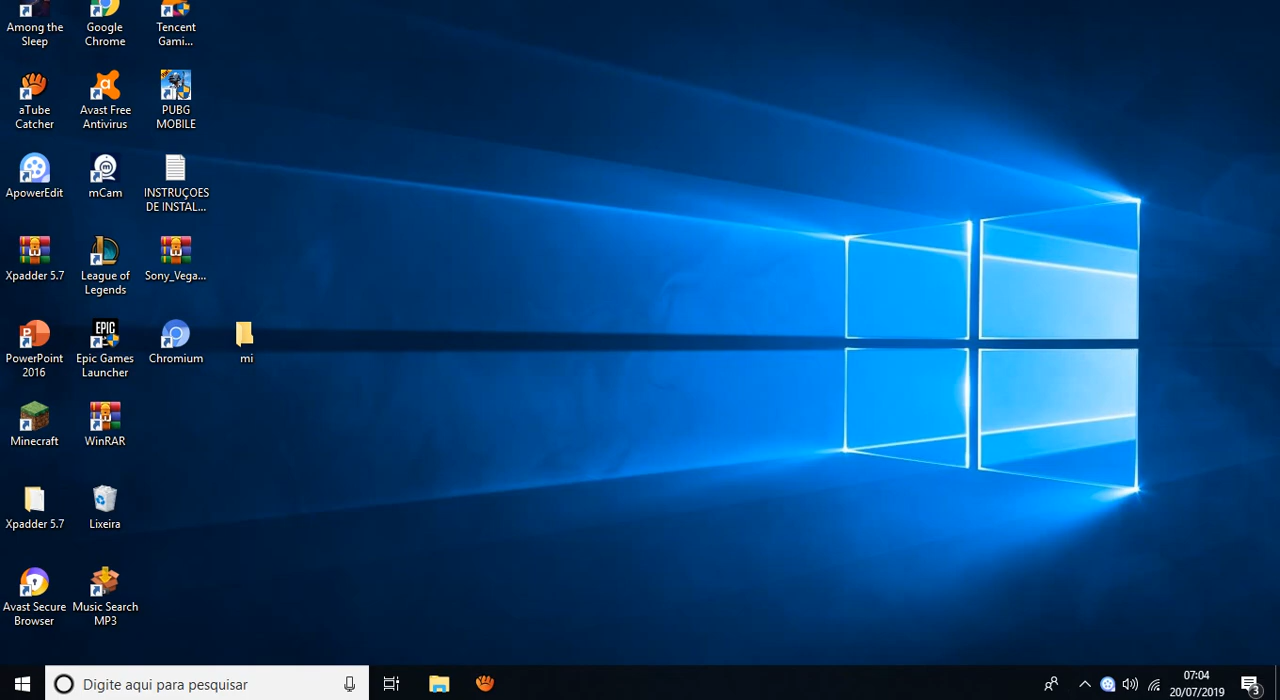 Among the
Sleep
Google
Chrome
Tencent
Gami...
aTube
Catcher
Avast Free
Antivirus
PUBG
MOBILE
ApowerEdit
mCam
INSTRUÇOES
DE INSTAL...
Xpadder 5.7
League of
Legends
Sony_Vega...
PowerPoint
2016
EPIC
Epic Games
Launcher
Chromium
mi
Minecraft
WinRAR
Xpadder 5.7
Lixeira
Avast Secure
Browser
Music Search
MP3
Digite aqui para pesquisar
07:04
20/07/2019
3